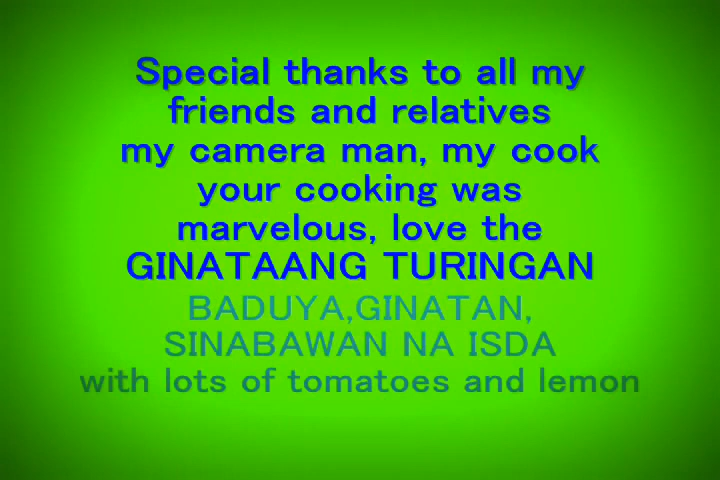 Special thanks to all my
friends and relatives
my camera man, my cook
your cooking was
marvelous, love the
GINATAANG TURINGAN
BADUYA,GINATAN,
SINABAWAN NA ISDA
with lots of tomatoes and lemon